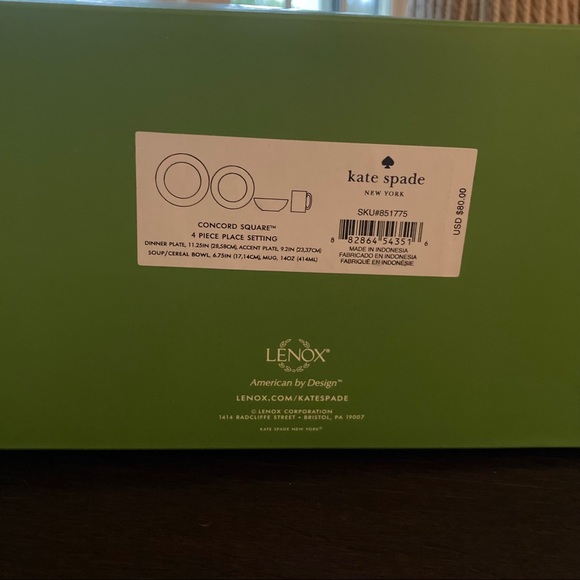 CONCORD SQUARE™
4 PIECE PLACE SETTING
DINNER PLATE, 11.25IN (28,58CM), ACCENT PLATE, 9.2IN (23,37CM)
SOUP/CEREAL BOWL, 6.75IN (17,14CM), MUG, 14OZ (414ML)
kate spade
NEW YORK
SKU#851775
8 82864 54351 6
MADE IN INDONESIA
FABRICADO EN INDONESIA
FABRIQUÉ EN INDONÉSIE
USD $80.00
LENOX®
American by Design™
LENOX.COM/KATESPADE
© LENOX CORPORATION
1414 RADCLIFFE STREET • BRISTOL, PA 19007
KATE SPADE NEW YORK®